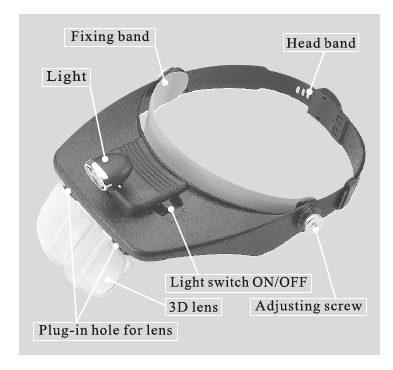 Fixing band
Head band
Light
Light switch ON/OFF
3D lens
Adjusting screw
Plug-in hole for lens